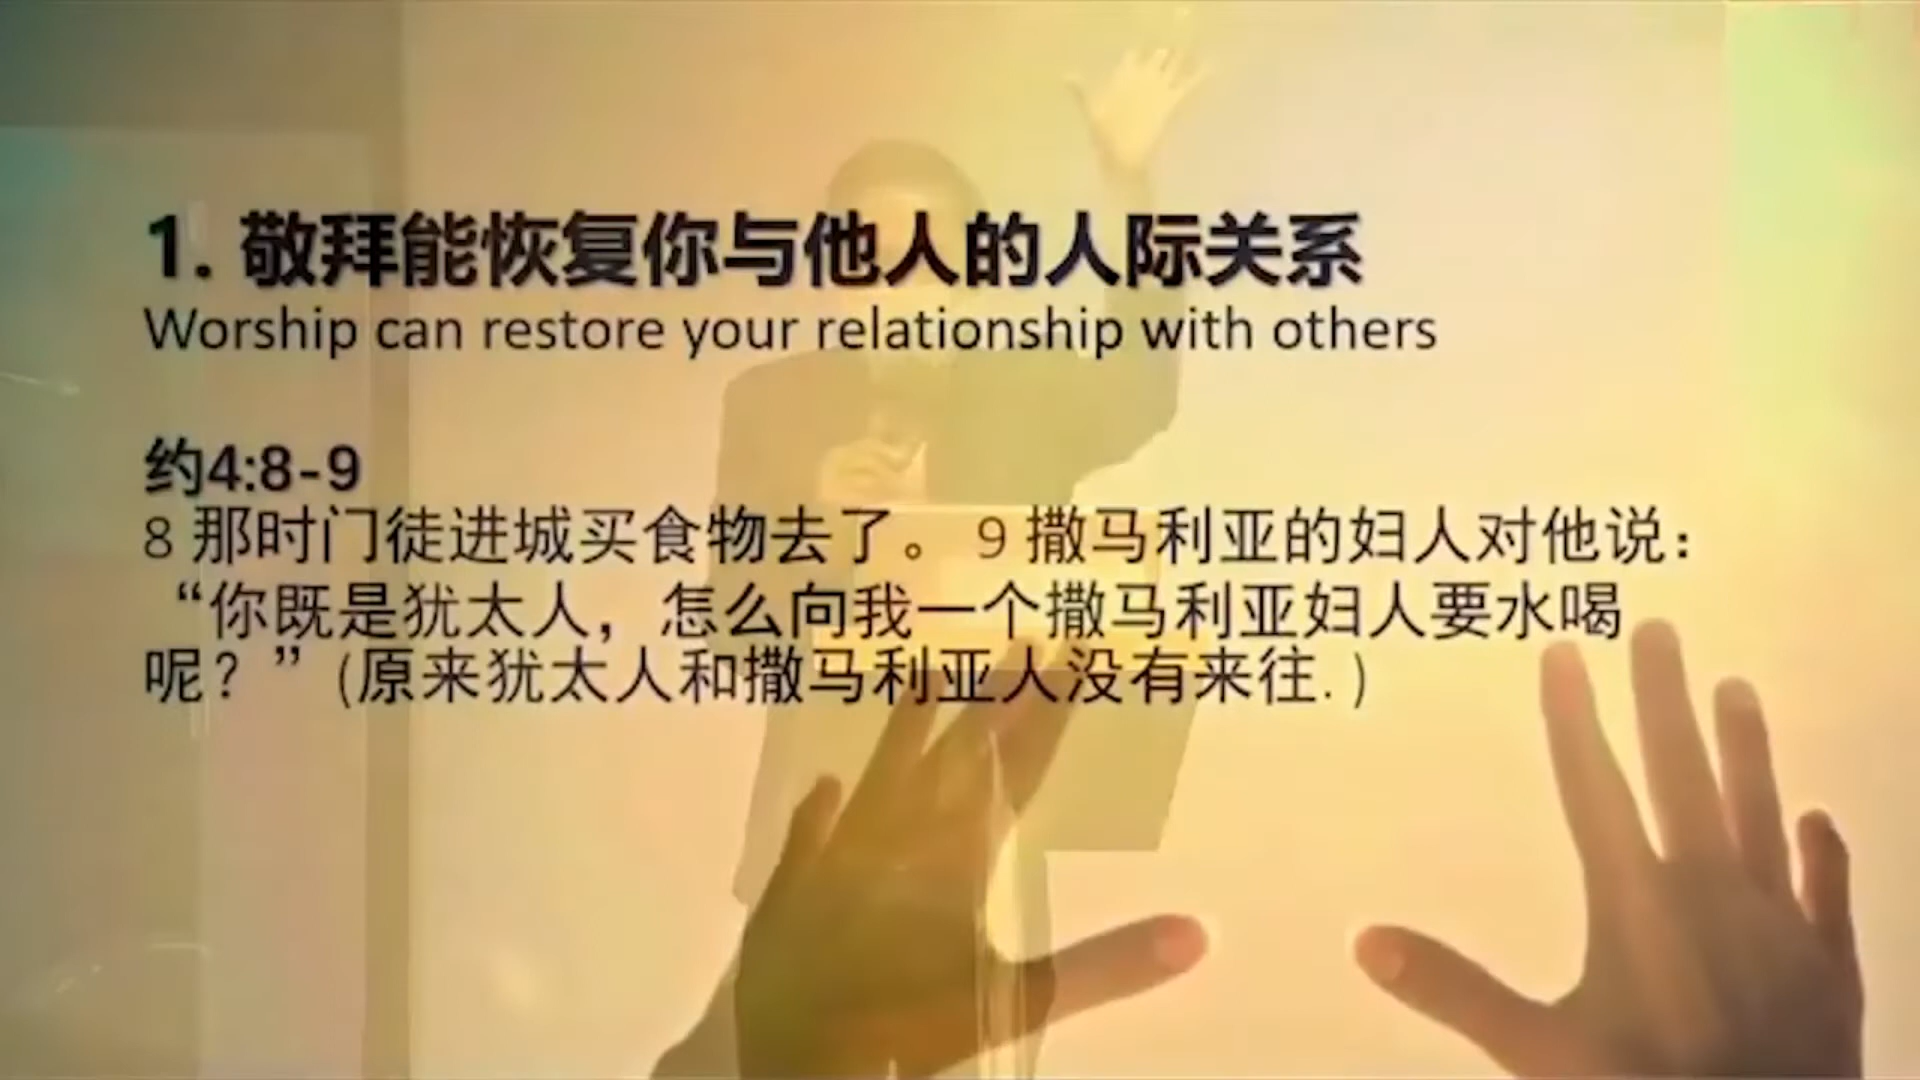 1. 敬拜能恢复你与他人的人际关系
Worship can restore your relationship with others
约4:8-9
8 那时门徒进城买食物去了。 9 撒马利亚的妇人对他说：
“你既是犹太人，怎么向我一个撒马利亚妇人要水喝
呢？”(原来犹太人和撒马利亚人没有来往.)